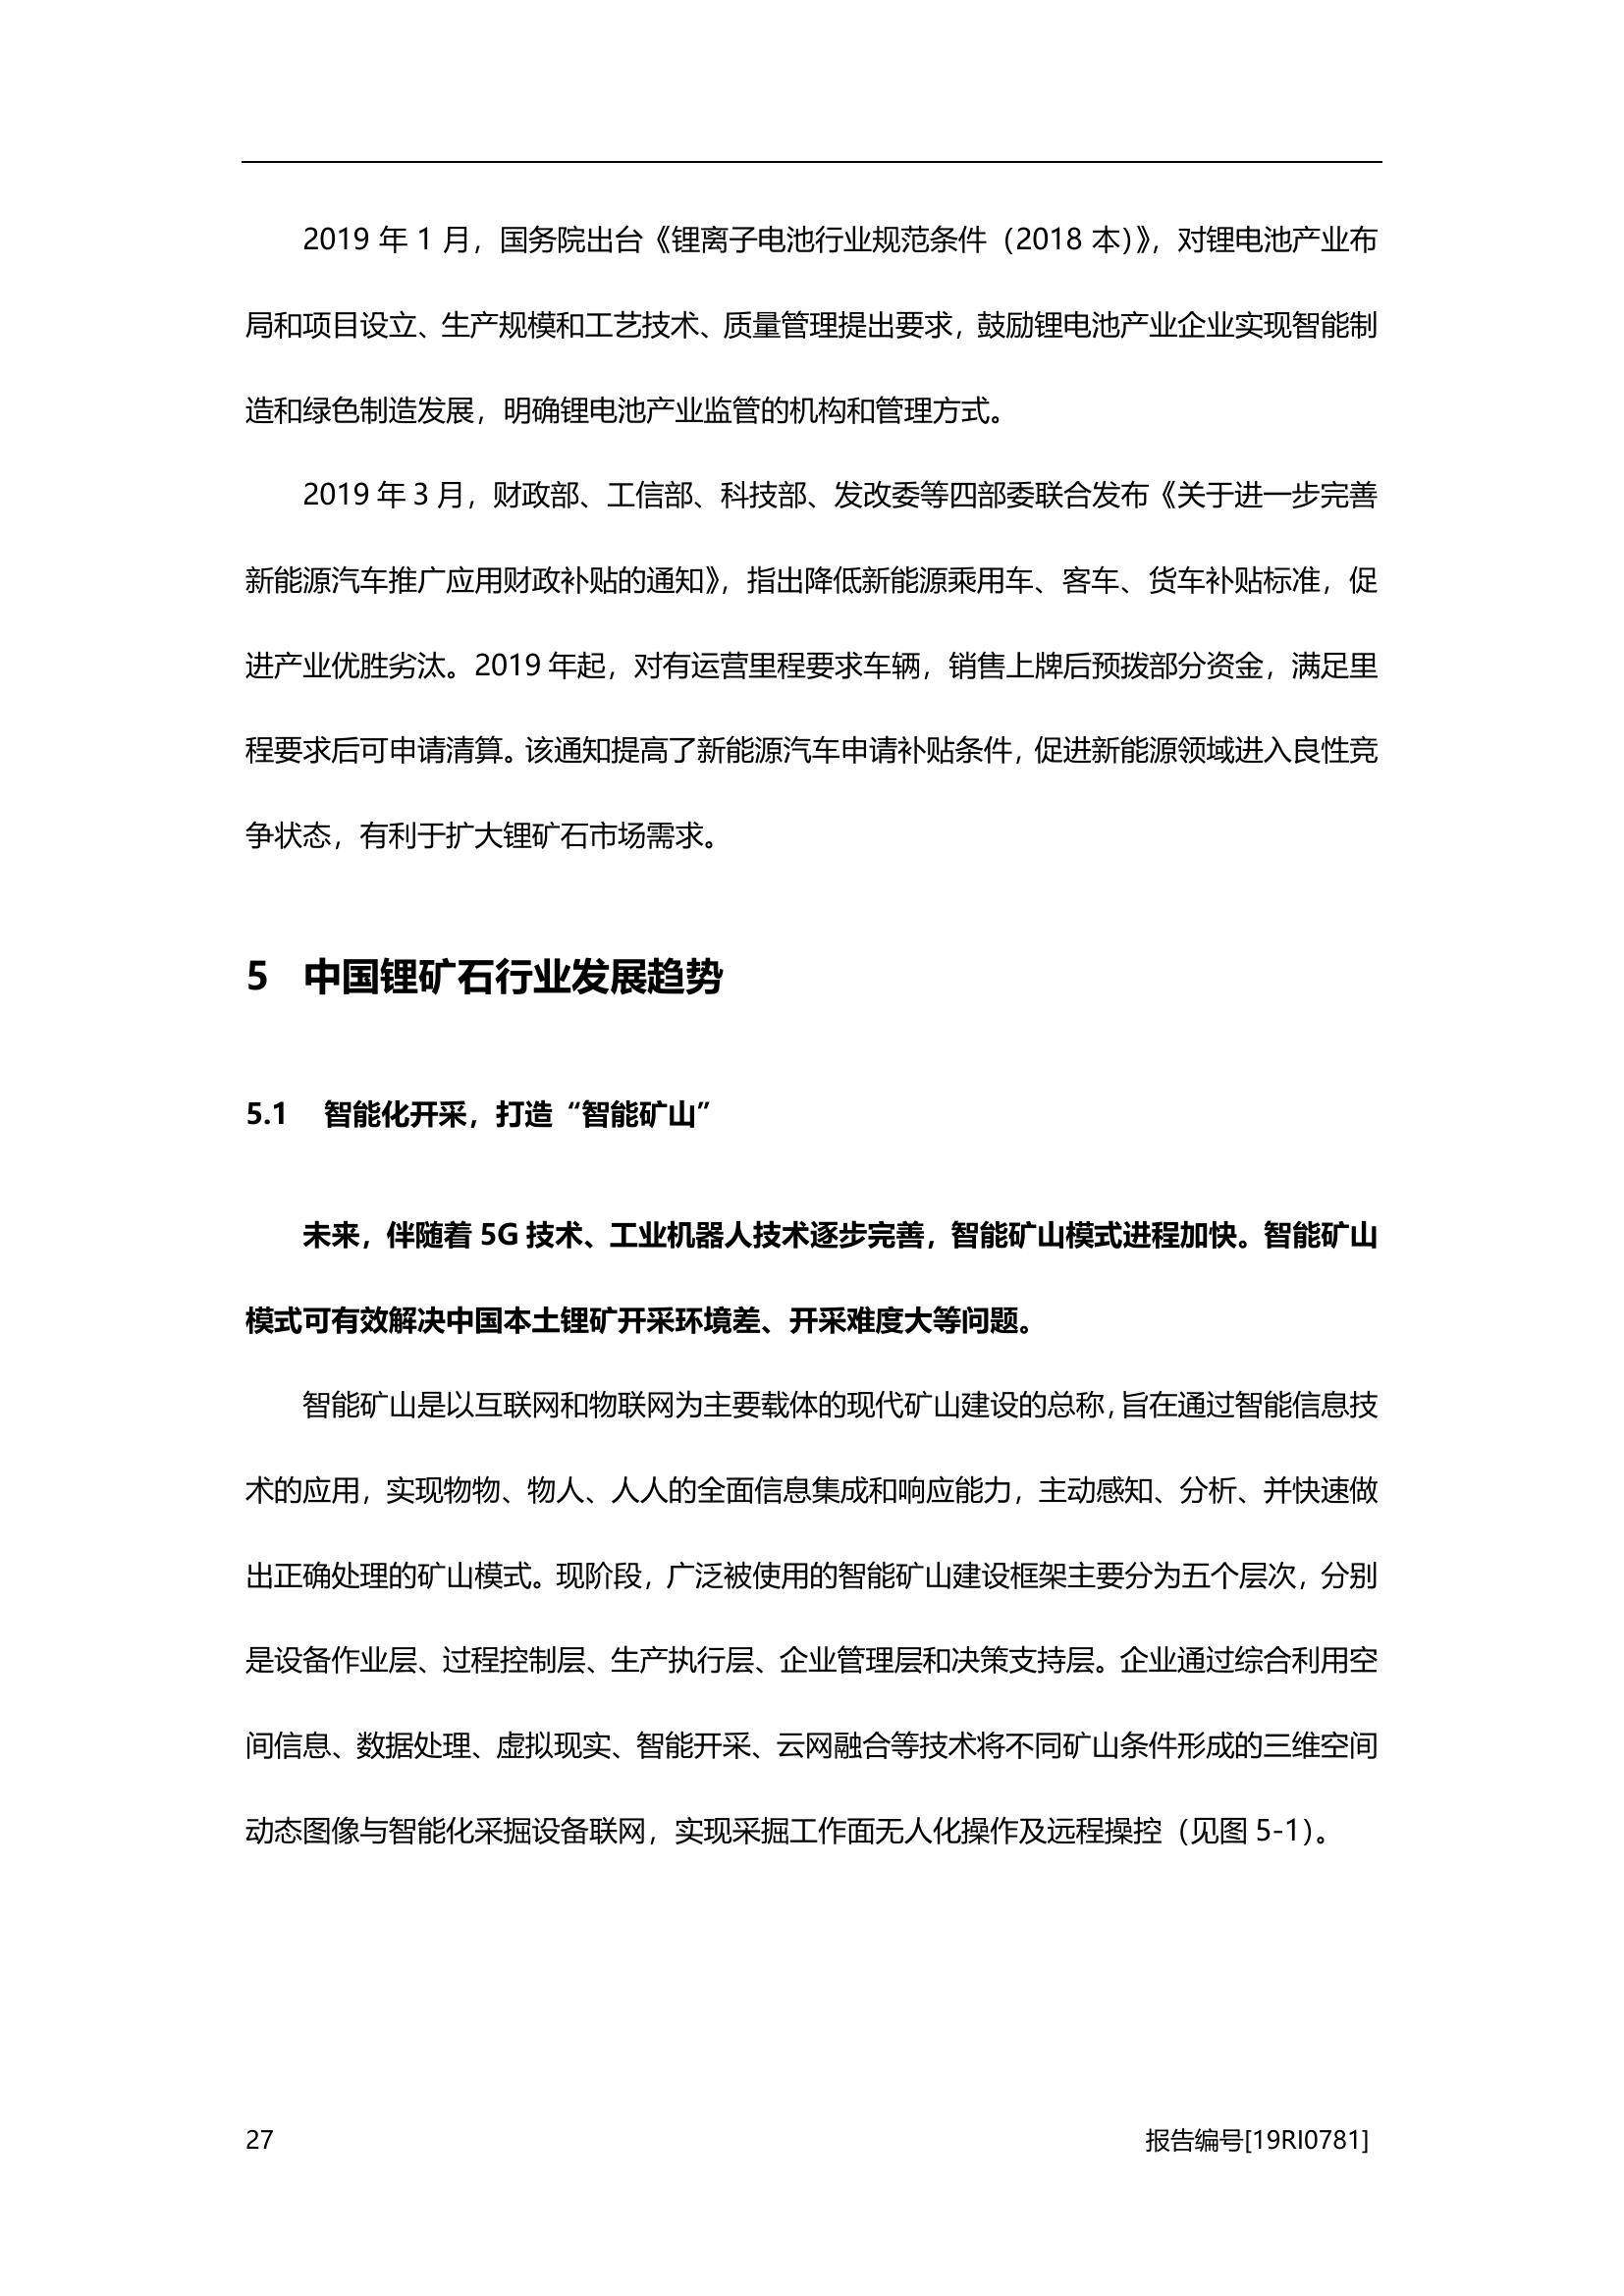 2019 年 1 月，国务院出台《锂离子电池行业规范条件（2018 本）》，对锂电池产业布
局和项目设立、生产规模和工艺技术、质量管理提出要求，鼓励锂电池产业企业实现智能制
造和绿色制造发展，明确锂电池产业监管的机构和管理方式。
2019 年 3 月，财政部、工信部、科技部、发改委等四部委联合发布《关于进一步完善
新能源汽车推广应用财政补贴的通知》，指出降低新能源乘用车、客车、货车补贴标准，促
进产业优胜劣汰。2019 年起，对有运营里程要求车辆，销售上牌后预拨部分资金，满足里
程要求后可申请清算。该通知提高了新能源汽车申请补贴条件，促进新能源领域进入良性竞
争状态，有利于扩大锂矿石市场需求。
5 中国锂矿石行业发展趋势
5.1 智能化开采，打造“智能矿山”
未来，伴随着 5G 技术、工业机器人技术逐步完善，智能矿山模式进程加快。智能矿山
模式可有效解决中国本土锂矿开采环境差、开采难度大等问题。
智能矿山是以互联网和物联网为主要载体的现代矿山建设的总称，旨在通过智能信息技
术的应用，实现物物、物人、人人的全面信息集成和响应能力，主动感知、分析、并快速做
出正确处理的矿山模式。现阶段，广泛被使用的智能矿山建设框架主要分为五个层次，分别
是设备作业层、过程控制层、生产执行层、企业管理层和决策支持层。企业通过综合利用空
间信息、数据处理、虚拟现实、智能开采、云网融合等技术将不同矿山条件形成的三维空间
动态图像与智能化采掘设备联网，实现采掘工作面无人化操作及远程操控（见图 5-1）。
27 报告编号[19RI0781]